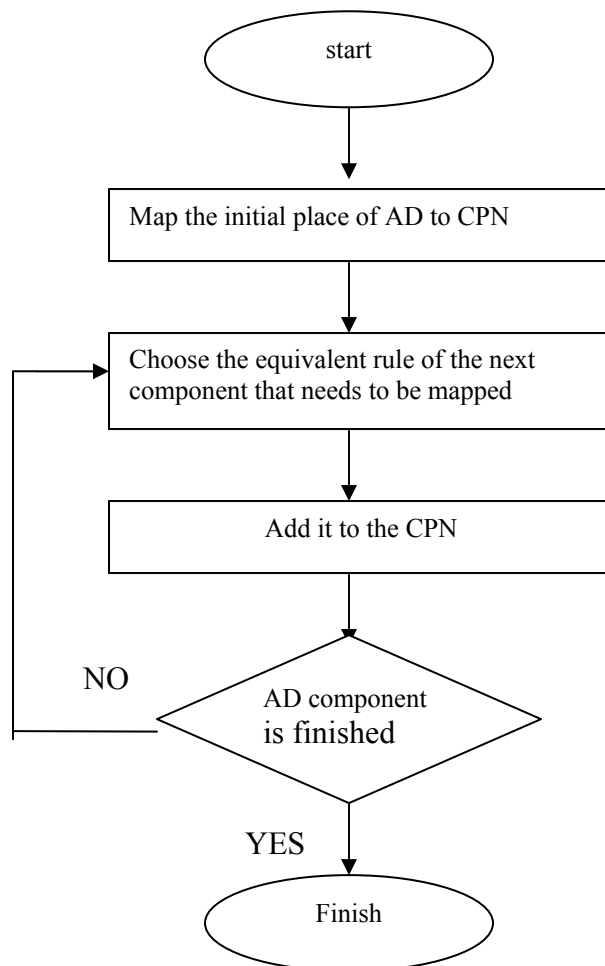 start
Map the initial place of AD to CPN
Choose the equivalent rule of the next
component that needs to be mapped
Add it to the CPN
NO
AD component
is finished
YES
Finish